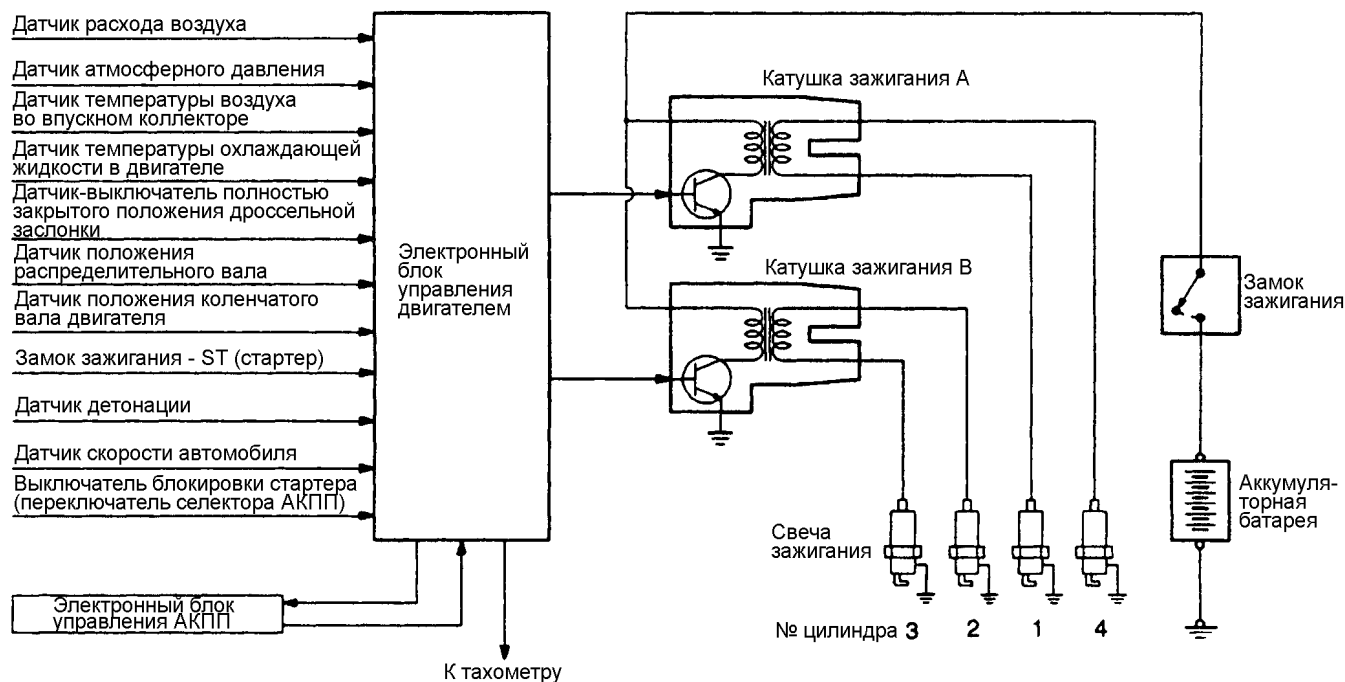 Датчик расхода воздуха
Датчик атмосферного давления
Датчик температуры воздуха
во впускном коллекторе
Датчик температуры охлаждающей
жидкости в двигателе
Датчик-выключатель полностью
закрытого положения дроссельной
заслонки
Датчик положения
распределительного вала
Датчик положения коленчатого
вала двигателя
Замок зажигания - ST (стартер)
Датчик детонации
Датчик скорости автомобиля
Выключатель блокировки стартера
(переключатель селектора АКПП)
Электронный
блок
управления
двигателем
Электронный блок
управления АКПП
К тахометру
Катушка зажигания А
Катушка зажигания В
Замок
зажигания
Аккумуля-
торная
батарея
Свеча
зажигания
№ цилиндра 3 2 1 4